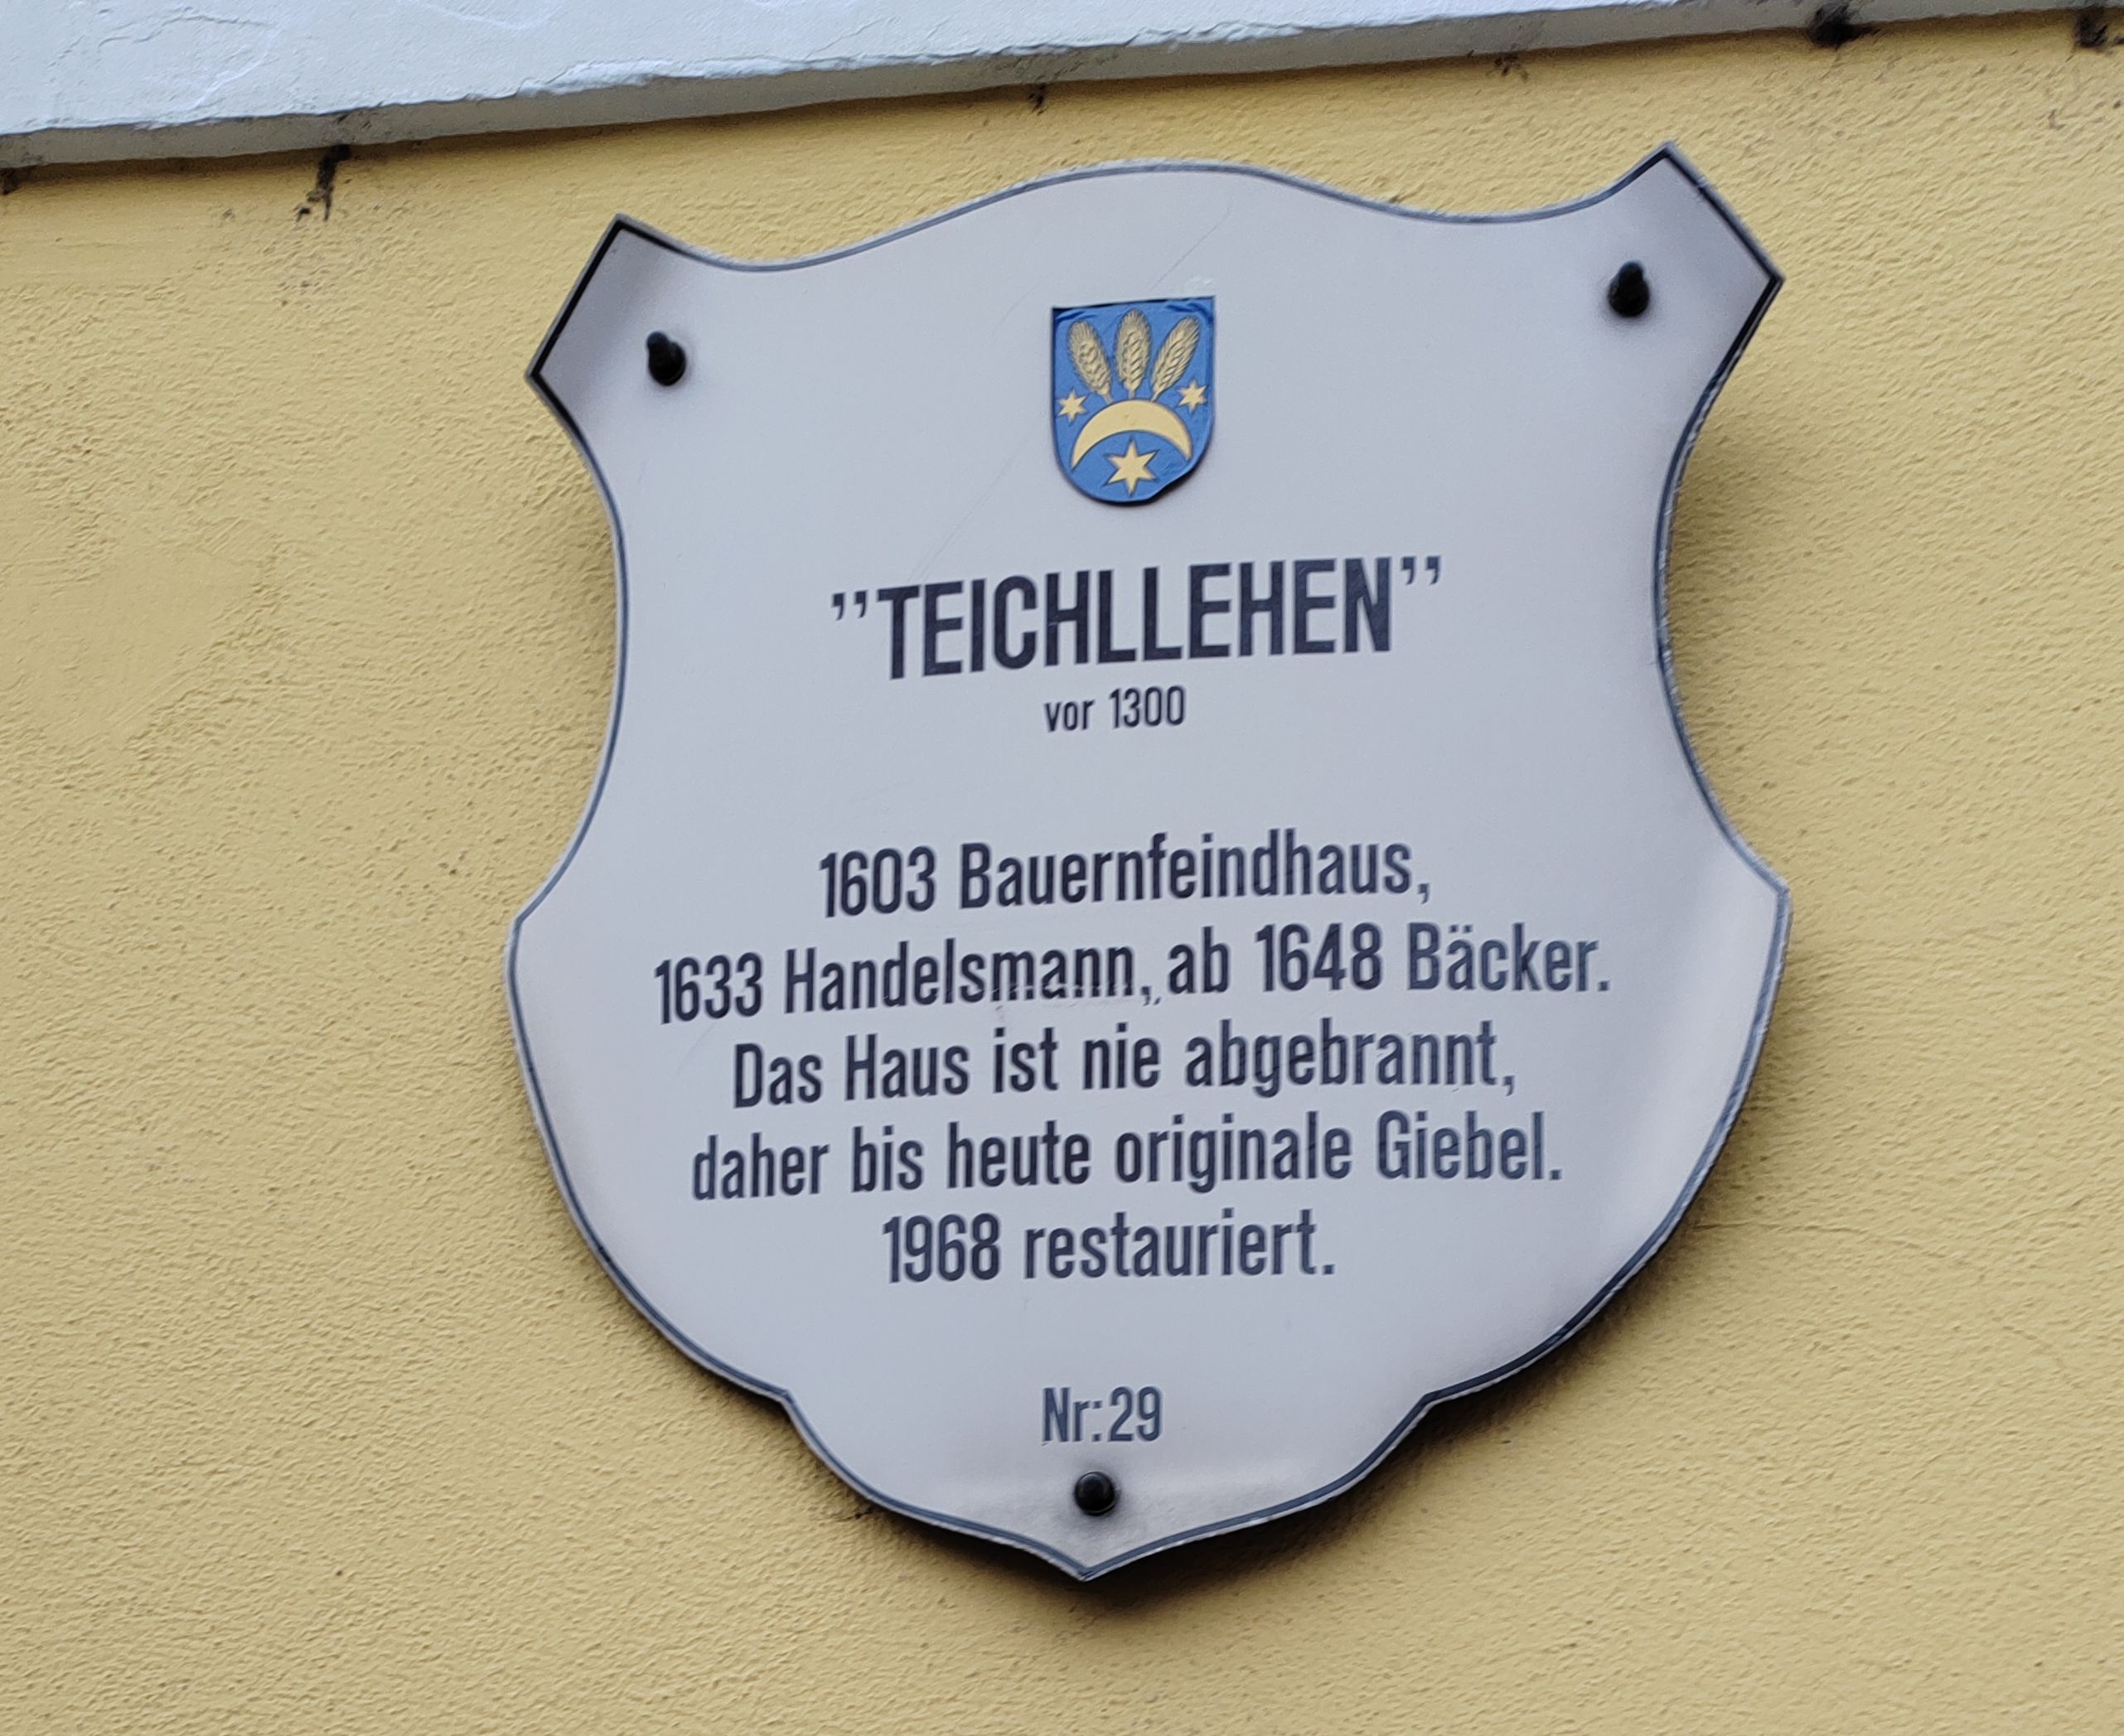 ”TEICHLLEHEN”
vor 1300
1603 Bauernfeindhaus,
1633 Handelsmann, ab 1648 Bäcker.
Das Haus ist nie abgebrannt,
daher bis heute originale Giebel.
1968 restauriert.
Nr:29